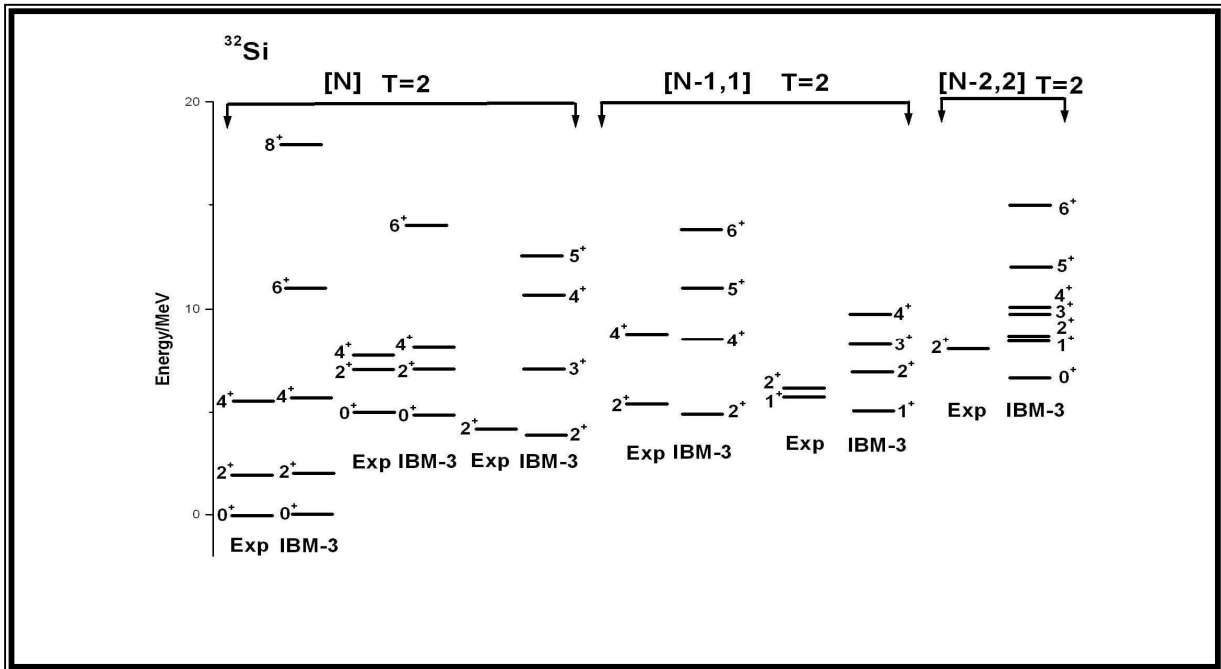 ³²Si
[N] T=2
[N-1,1] T=2
[N-2,2] T=2
Energy/MeV
20
10
0
0⁺
2⁺
4⁺
Exp
0⁺
2⁺
4⁺
6⁺
8⁺
IBM-3
0⁺
2⁺
4⁺
Exp
0⁺
2⁺
4⁺
6⁺
IBM-3
2⁺
Exp
2⁺
3⁺
4⁺
5⁺
IBM-3
2⁺
4⁺
Exp
2⁺
4⁺
5⁺
6⁺
IBM-3
1⁺
2⁺
Exp
1⁺
2⁺
3⁺
4⁺
IBM-3
2⁺
Exp
0⁺
1⁺
2⁺
3⁺
4⁺
5⁺
6⁺
IBM-3